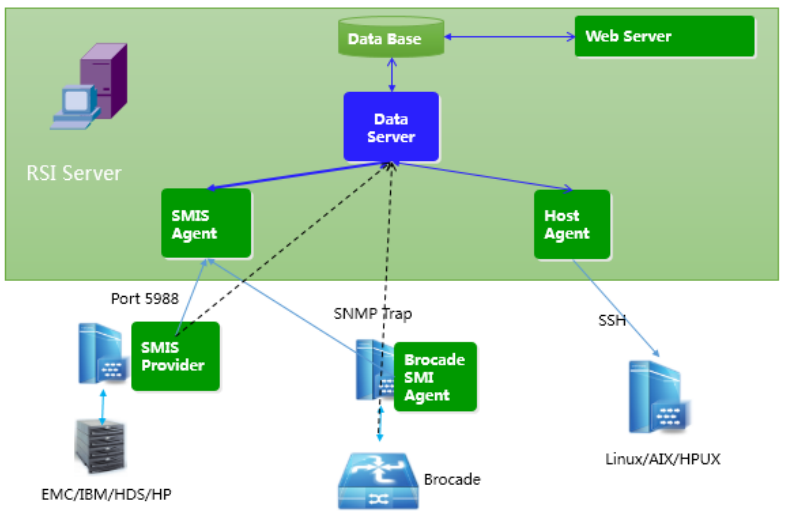 Data Base
Web Server
Data
Server
RSI Server
SMIS
Agent
Host
Agent
Port 5988
SNMP Trap
SSH
SMIS
Provider
Brocade
SMI
Agent
Linux/AIX/HPUX
Brocade
EMC/IBM/HDS/HP